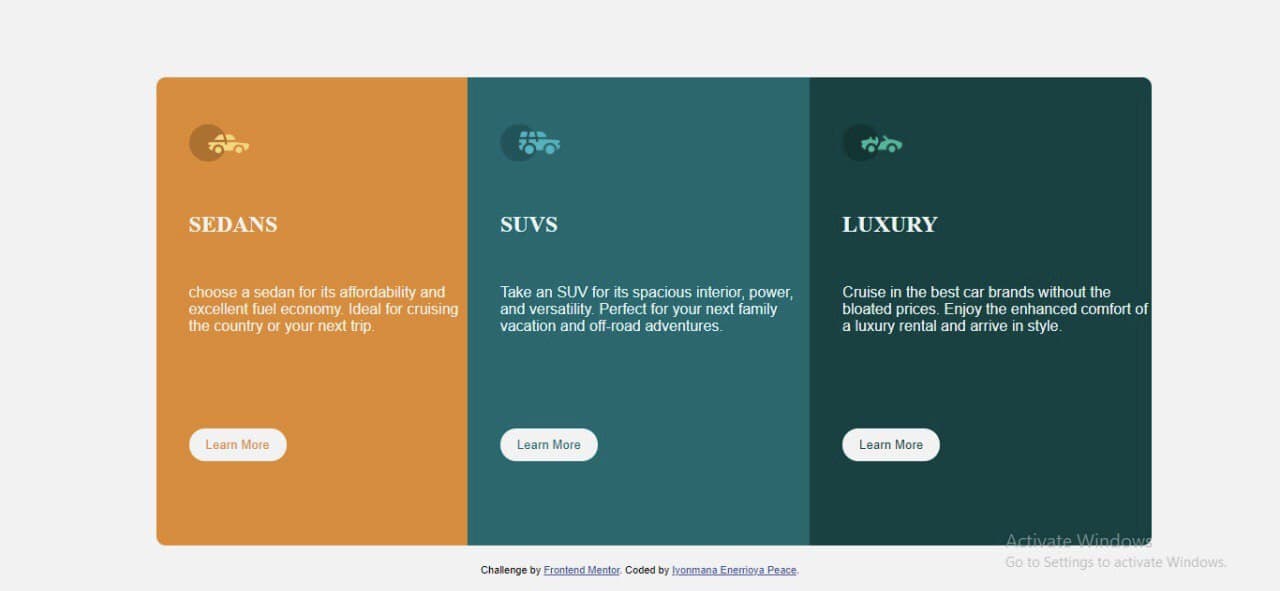 SEDANS
choose a sedan for its affordability and
excellent fuel economy. Ideal for cruising
the country or your next trip.
Learn More
SUVS
Take an SUV for its spacious interior, power,
and versatility. Perfect for your next family
vacation and off-road adventures.
Learn More
LUXURY
Cruise in the best car brands without the
bloated prices. Enjoy the enhanced comfort of
a luxury rental and arrive in style.
Learn More
Activate Windows
Go to Settings to activate Windows.
Challenge by Frontend Mentor. Coded by Iyonmana Enerrioya Peace.